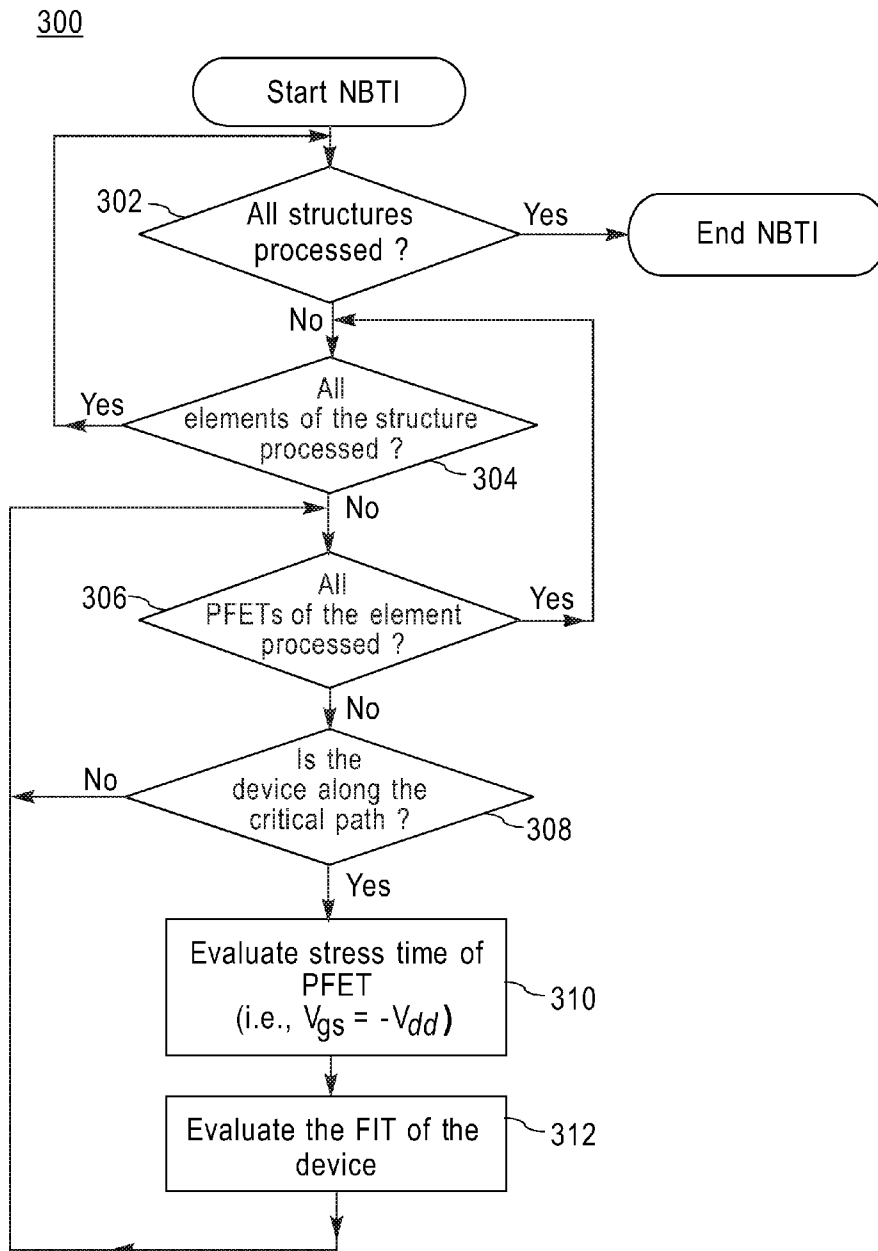 300
Start NBTI
302
All structures
processed ?
Yes
End NBTI
No
Yes
All
elements of the structure
processed ?
304
No
306
All
PFETs of the element
processed ?
Yes
No
No
Is the
device along the
critical path ?
308
Yes
Evaluate stress time of
PFET
(i.e., Vgs = -Vdd)
310
Evaluate the FIT of the
device
312